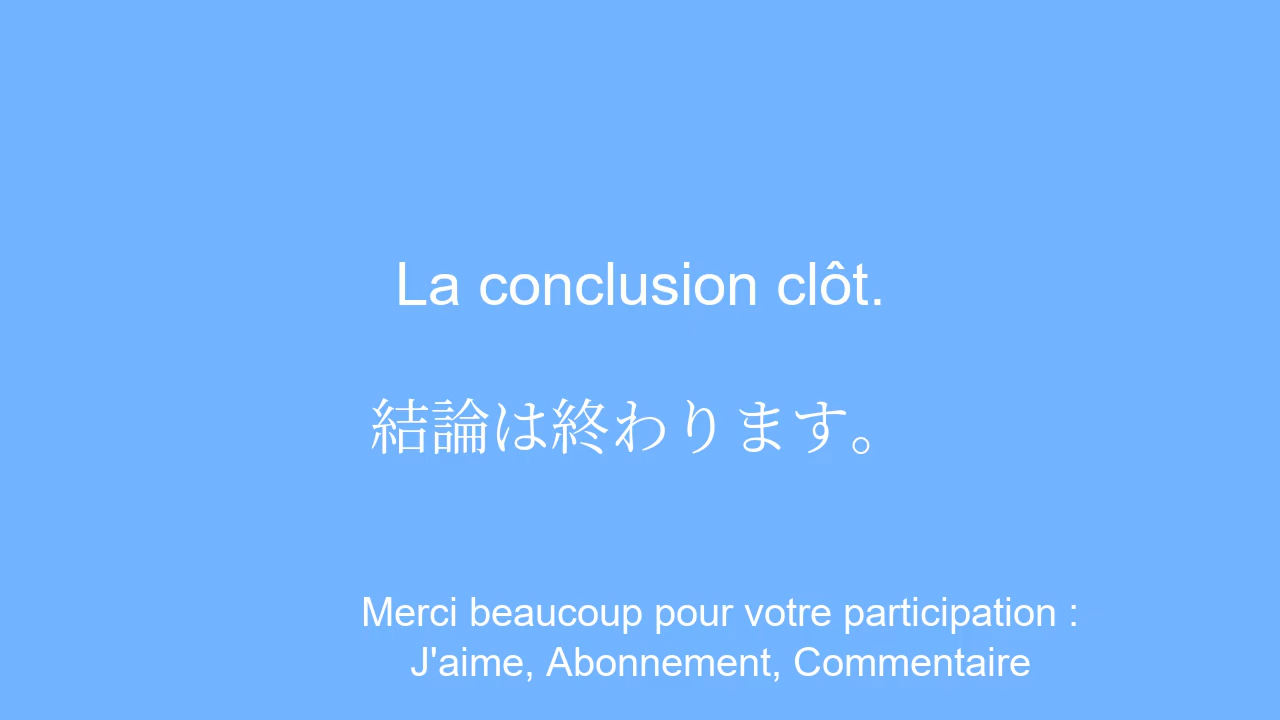 La conclusion clôt.
結論は終わります。
Merci beaucoup pour votre participation :
J'aime, Abonnement, Commentaire